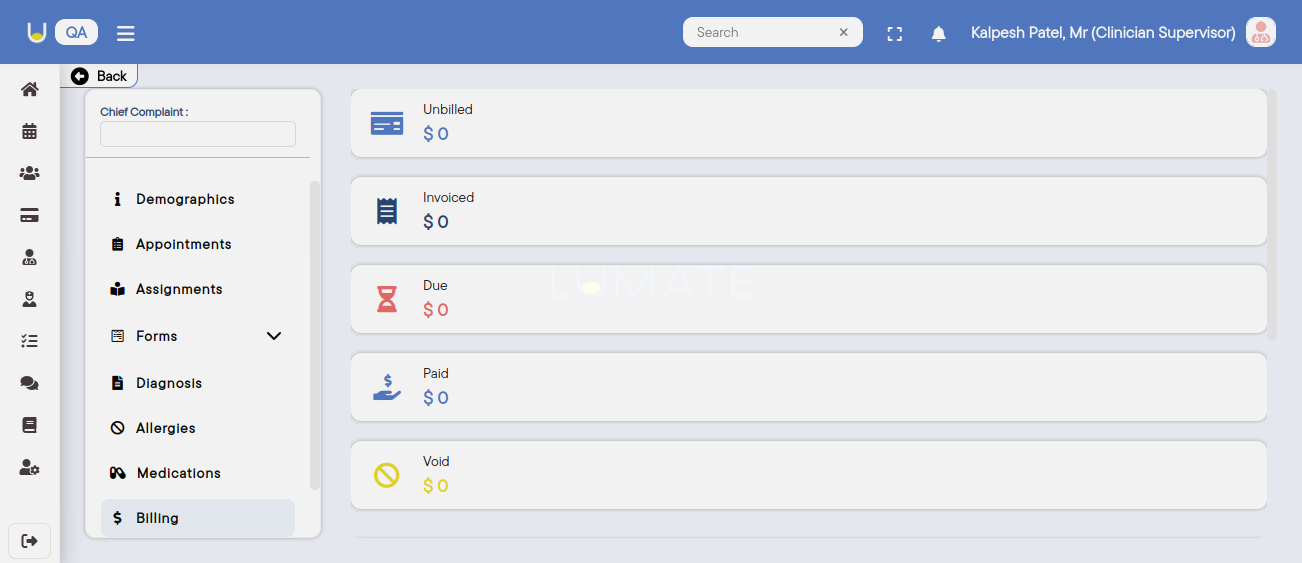 QA
Search
Kalpesh Patel, Mr (Clinician Supervisor)
Back
Chief Complaint :
Demographics
Appointments
Assignments
Forms
Diagnosis
Allergies
Medications
Billing
Unbilled
$ 0
Invoiced
$ 0
LUMATE
Due
$ 0
Paid
$ 0
Void
$ 0